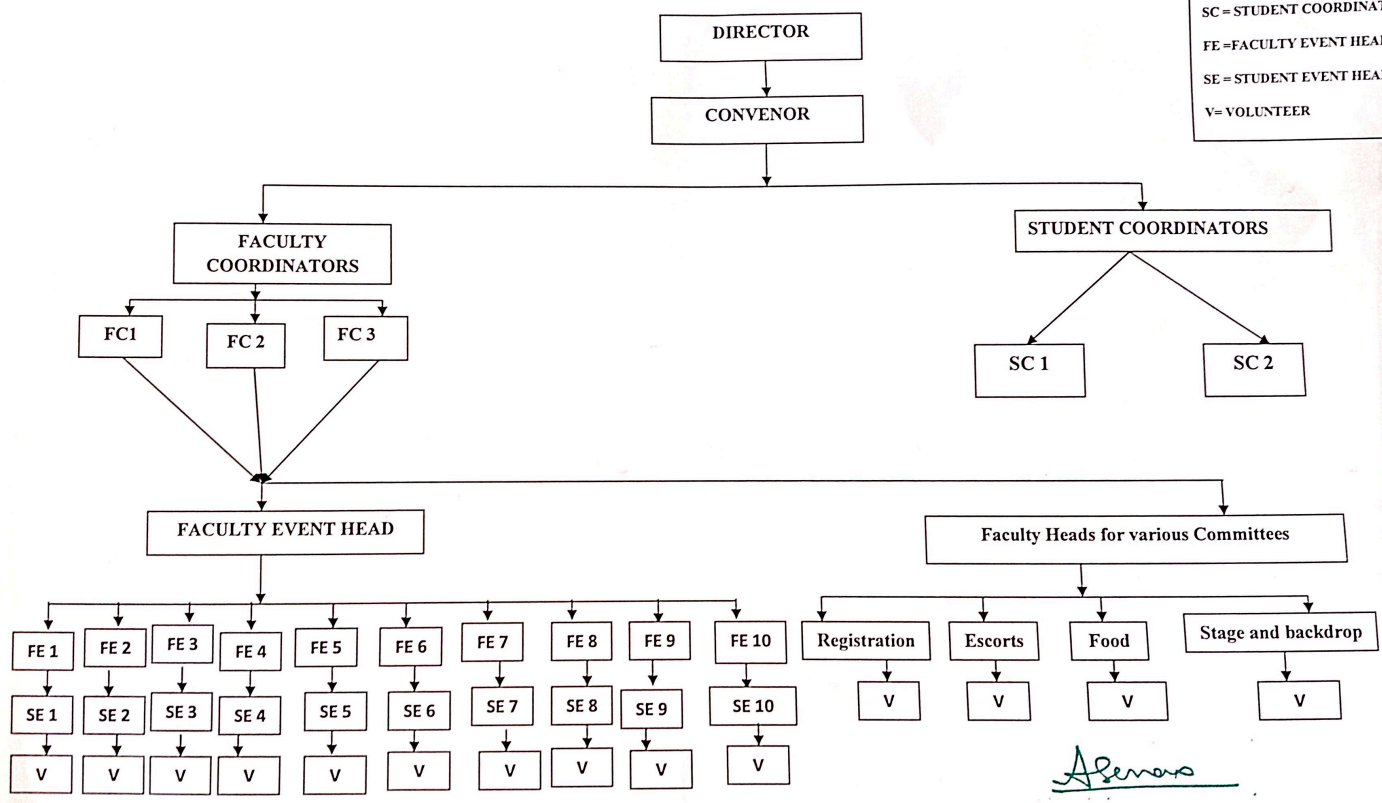 SC = STUDENT COORDINAT
FE =FACULTY EVENT HEAD
SE = STUDENT EVENT HEAD
V= VOLUNTEER
DIRECTOR
CONVENOR
FACULTY
COORDINATORS
STUDENT COORDINATORS
FC1
FC 2
FC 3
SC 1
SC 2
FACULTY EVENT HEAD
Faculty Heads for various Committees
FE 1
FE 2
FE 3
FE 4
FE 5
FE 6
FE 7
FE 8
FE 9
FE 10
Registration
Escorts
Food
Stage and backdrop
SE 1
SE 2
SE 3
SE 4
SE 5
SE 6
SE 7
SE 8
SE 9
SE 10
V
V
V
V
V
V
V
V
V
V
V
V
V
V